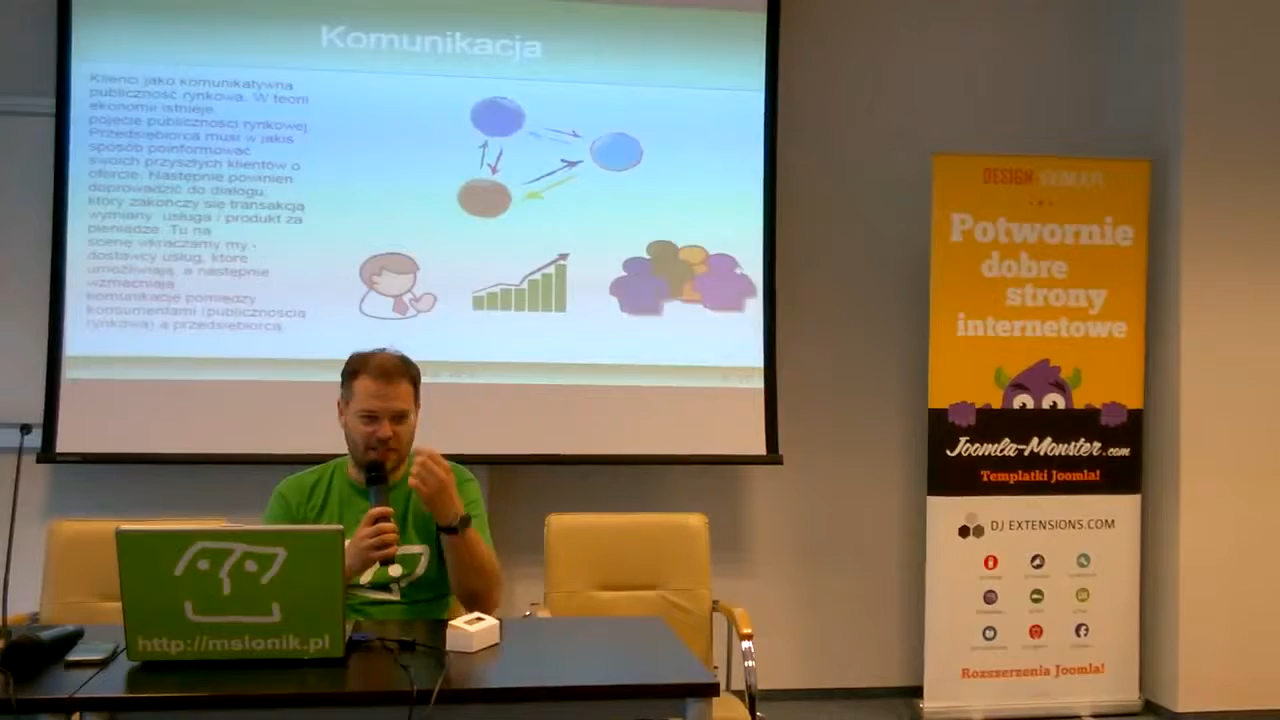 Komunikacja
Klienci jako komunikatywna
publiczność rynkowa. W teorii
ekonomii istnieje
pojęcie publiczności rynkowej.
Przedsiębiorca musi w jakiś
sposób poinformować
swoich przyszłych klientów o
ofercie. Następnie powinien
doprowadzić do dialogu,
który zakończy się transakcją
wymiany usługa i produkt za
pieniądze. Tu na
scenę wkraczamy my -
dostawcy usług, które
umożliwiają, a następnie
wzmacniają
komunikację pomiędzy
konsumentami (publicznością
rynkową) a przedsiębiorcą
http://mslonik.pl
DESIGN
Potwornie
dobre
strony
internetowe
Joomla-Monster.com
Templatki Joomla!
DJ EXTENSIONS.COM
Rozszerzenia Joomla!